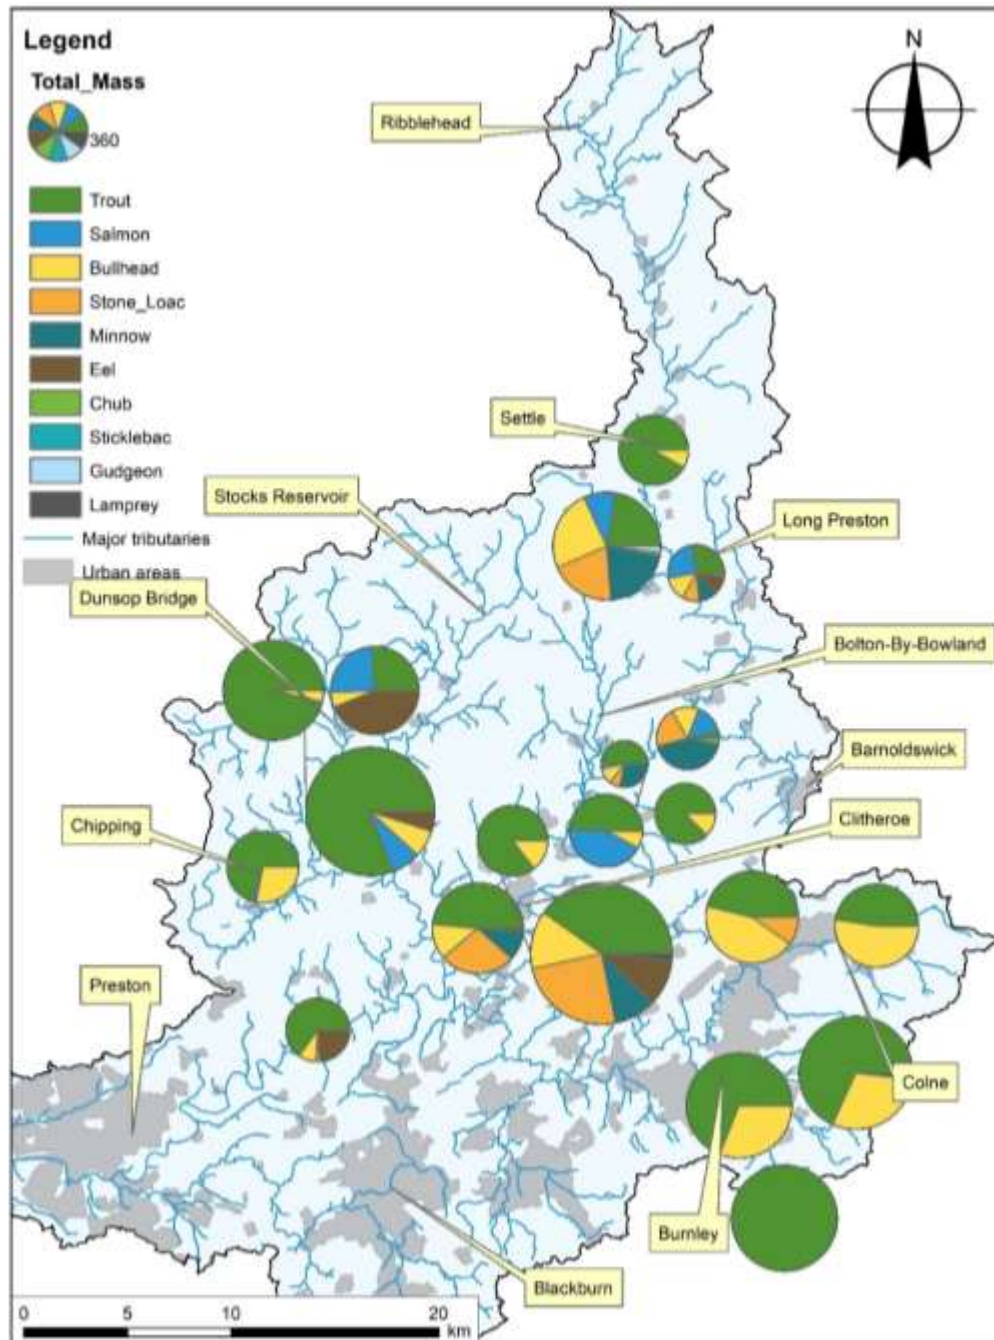 Legend
N
Total_Mass
360
Ribblehead
Trout
Salmon
Bullhead
Stone_Loac
Minnow
Eel
Chub
Sticklebac
Gudgeon
Lamprey
Major tributaries
Urban areas
Settle
Stocks Reservoir
Long Preston
Dunsop Bridge
Bolton-By-Bowland
Barnoldswick
Chipping
Clitheroe
Preston
Colne
Burnley
Blackburn
0 5 10 20
km